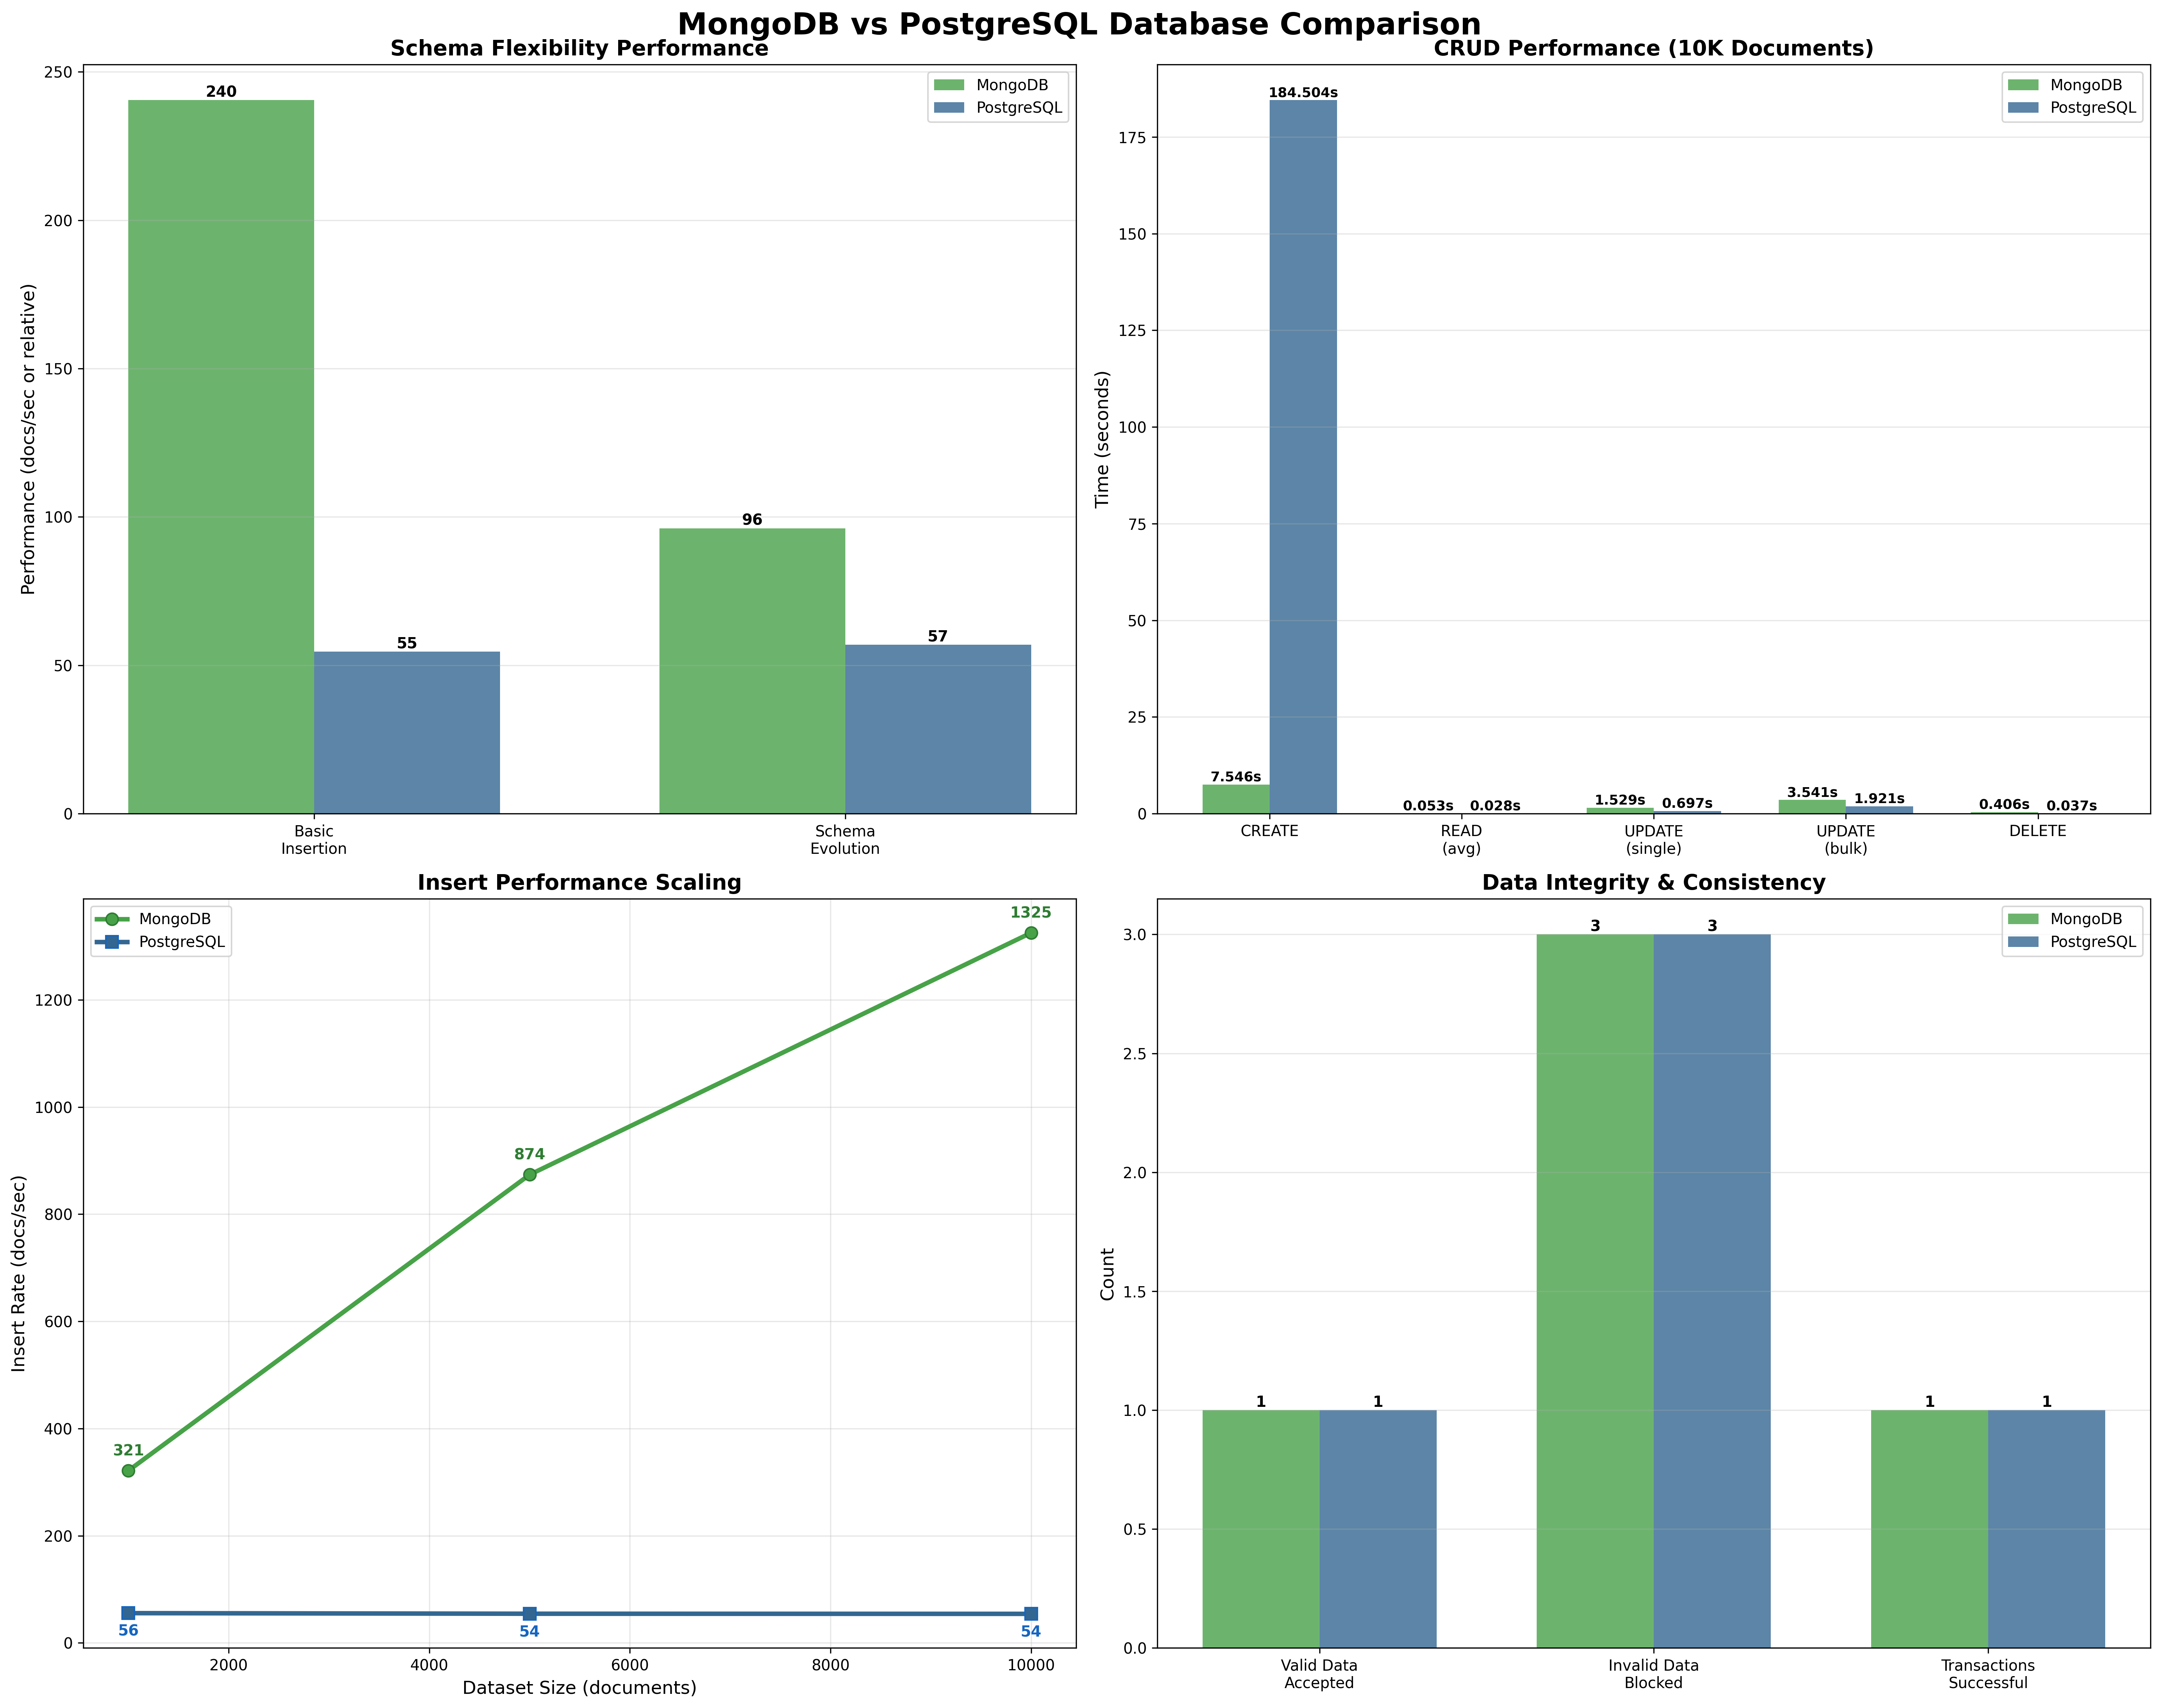 MongoDB vs PostgreSQL Database Comparison
Schema Flexibility Performance
MongoDB
PostgreSQL
Performance (docs/sec or relative)
250
200
150
100
50
0
240
55
96
57
Basic
Insertion
Schema
Evolution
CRUD Performance (10K Documents)
MongoDB
PostgreSQL
Time (seconds)
175
150
125
100
75
50
25
0
7.546s
184.504s
0.053s
0.028s
1.529s
0.697s
3.541s
1.921s
0.406s
0.037s
CREATE
READ
(avg)
UPDATE
(single)
UPDATE
(bulk)
DELETE
Insert Performance Scaling
MongoDB
PostgreSQL
Insert Rate (docs/sec)
1200
1000
800
600
400
200
0
321
874
1325
56
54
54
2000
4000
6000
8000
10000
Dataset Size (documents)
Data Integrity & Consistency
MongoDB
PostgreSQL
Count
3.0
2.5
2.0
1.5
1.0
0.5
0.0
1
1
3
3
1
1
Valid Data
Accepted
Invalid Data
Blocked
Transactions
Successful